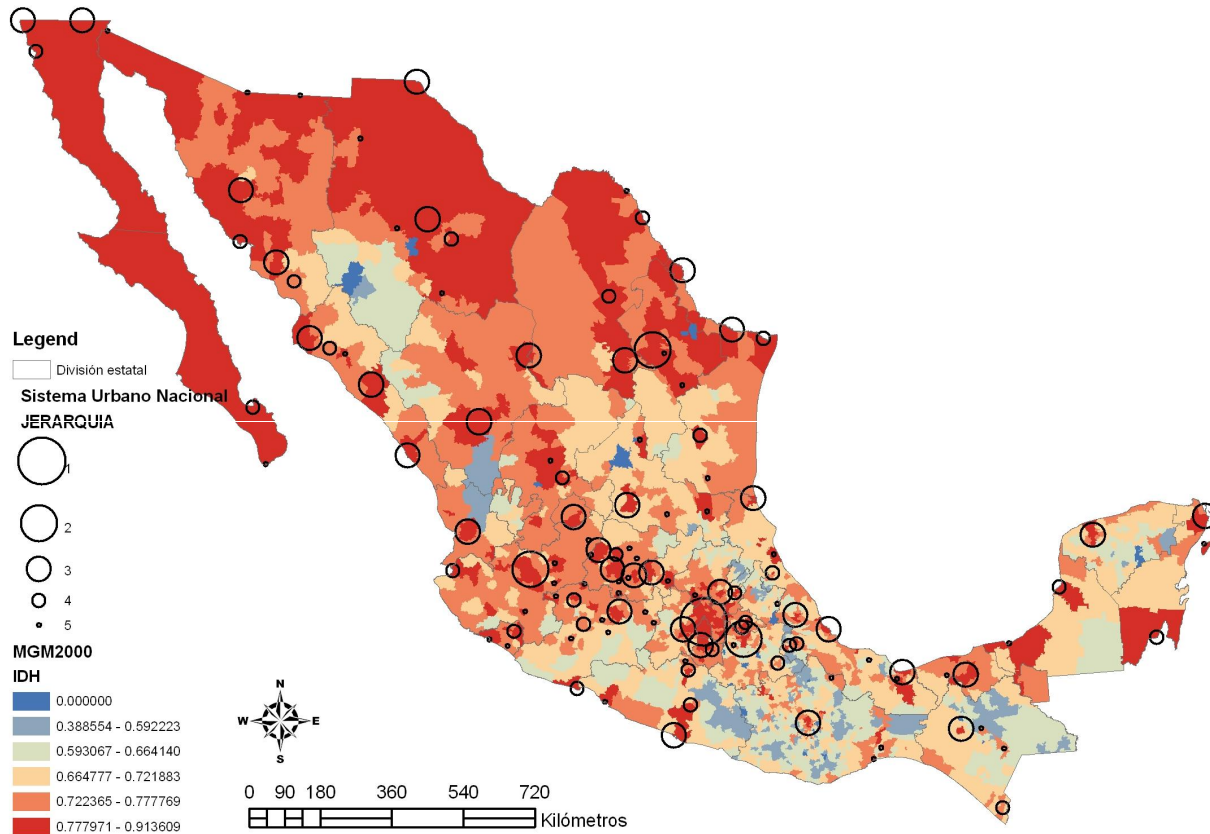 Legend
División estatal
Sistema Urbano Nacional
JERARQUIA
1
2
3
4
5
MGM2000
IDH
0.000000
0.388554 - 0.592223
0.593067 - 0.664140
0.664777 - 0.721883
0.722365 - 0.777769
0.777971 - 0.913609
N
W E
S
0 90 180 360 540 720
Kilómetros